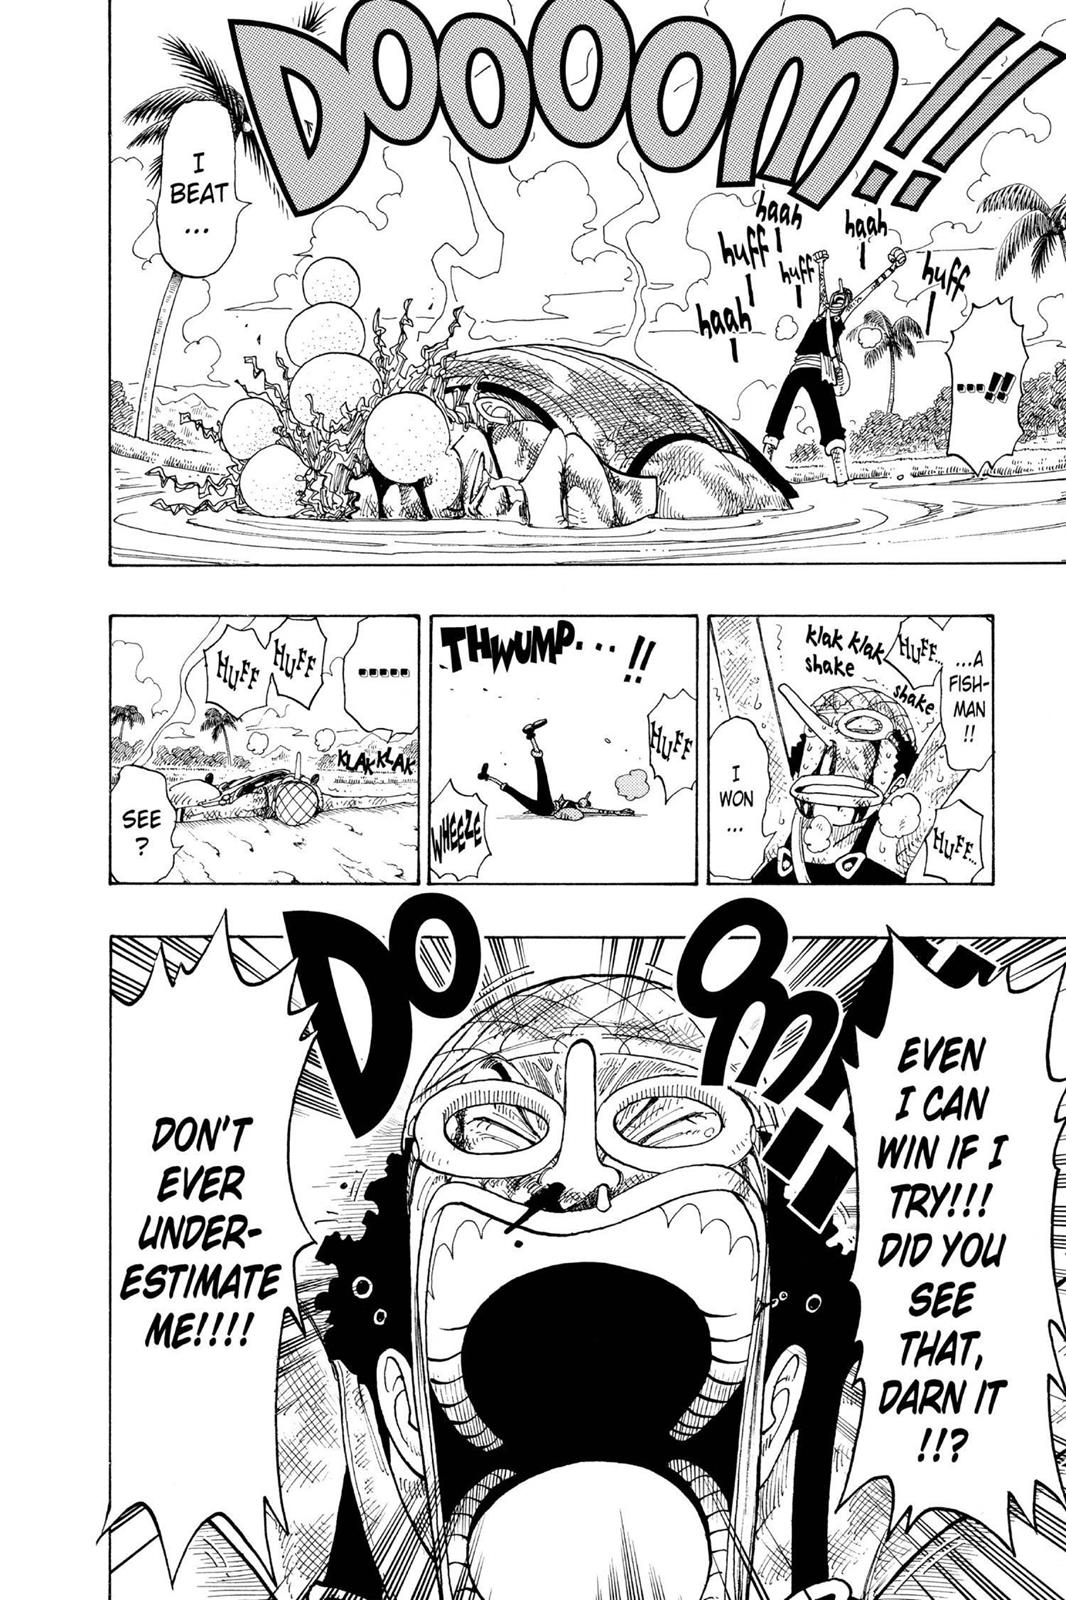 DOOOOM!!
haah
haah
huff
huff
huff
haah
.....!!
I
BEAT
...
...A
FISH-
MAN
!!
klak klak
shake
shake
HUFF...
HUFF...
I
WON
...
THWUMP...!!
HUFF
WHEEZE
.....
HUFF
HUFF
KLAK KLAK
SEE
?
EVEN
I CAN
WIN IF I
TRY!!!
DID YOU
SEE
THAT,
DARN IT
!!?
DOOM!!
DON'T
EVER
UNDER-
ESTIMATE
ME!!!!